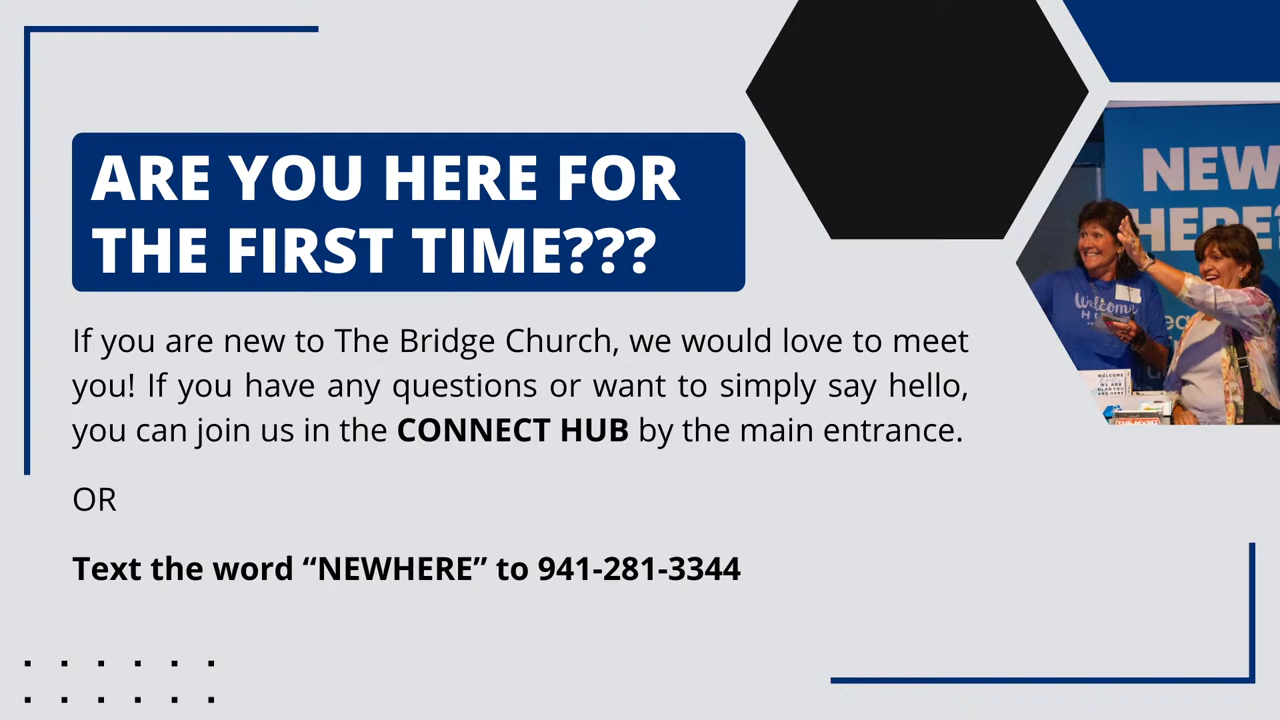 ARE YOU HERE FOR
THE FIRST TIME???
If you are new to The Bridge Church, we would love to meet
you! If you have any questions or want to simply say hello,
you can join us in the CONNECT HUB by the main entrance.
OR
Text the word “NEWHERE” to 941-281-3344
NEW
HERE?
Welcome